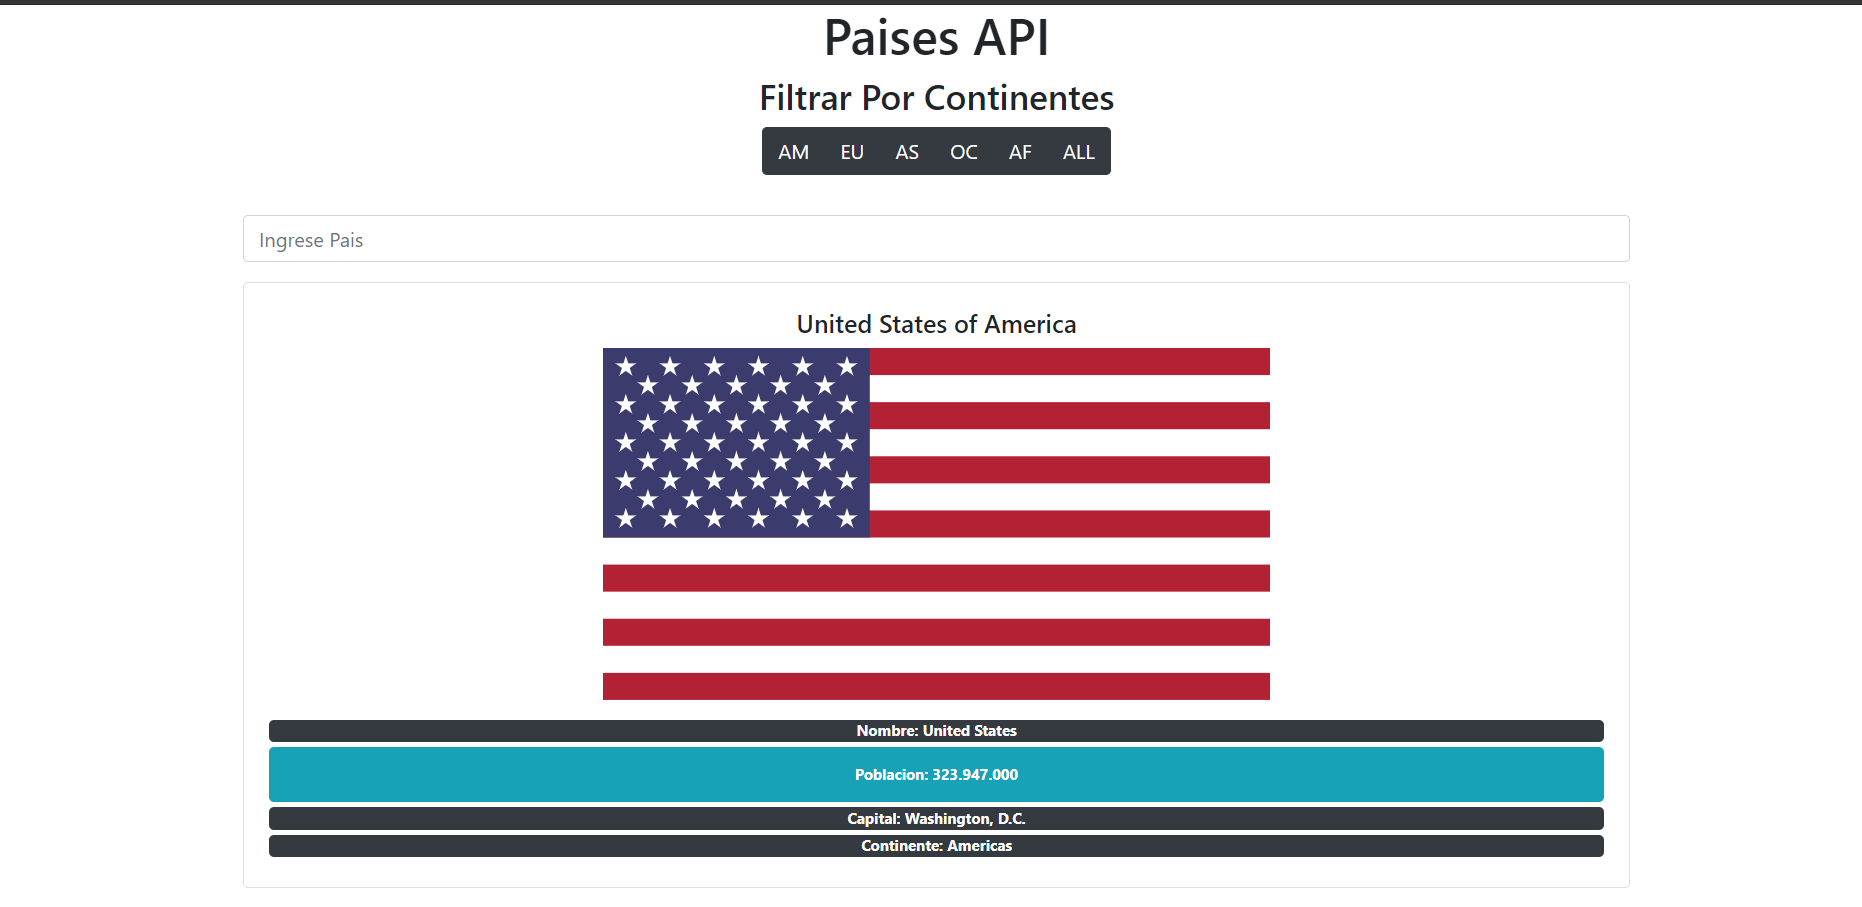 Paises API
Filtrar Por Continentes
AM EU AS OC AF ALL
Ingrese Pais
United States of America
Nombre: United States
Poblacion: 323.947.000
Capital: Washington, D.C.
Continente: Americas